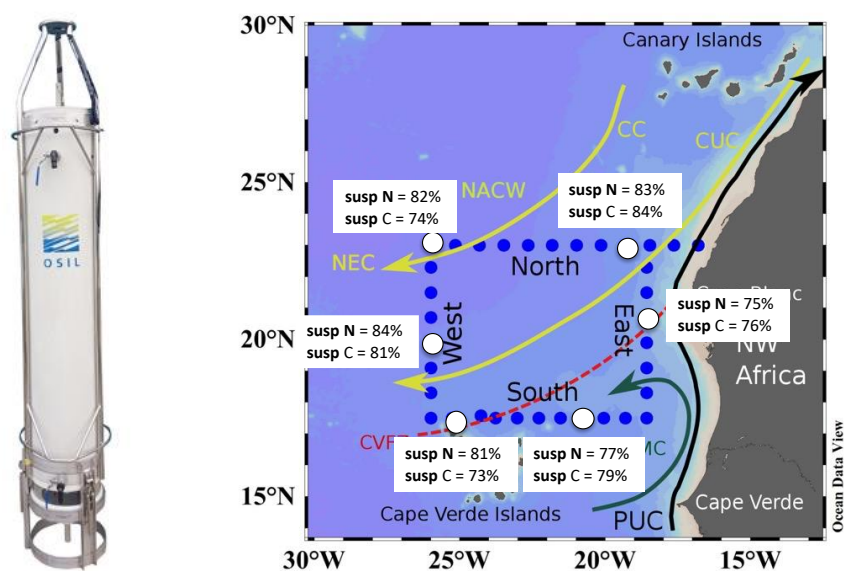 OSIL
30°N
25°N
20°N
15°N
30°W
25°W
20°W
15°W
Canary Islands
CC
CUC
NACW
NEC
susp N = 82%
susp C = 74%
susp N = 83%
susp C = 84%
North
susp N = 75%
susp C = 76%
East
West
susp N = 84%
susp C = 81%
NW
Africa
South
susp N = 81%
susp C = 73%
susp N = 77%
susp C = 79%
Cape Verde Islands
PUC
Cape Verde
Ocean Data View